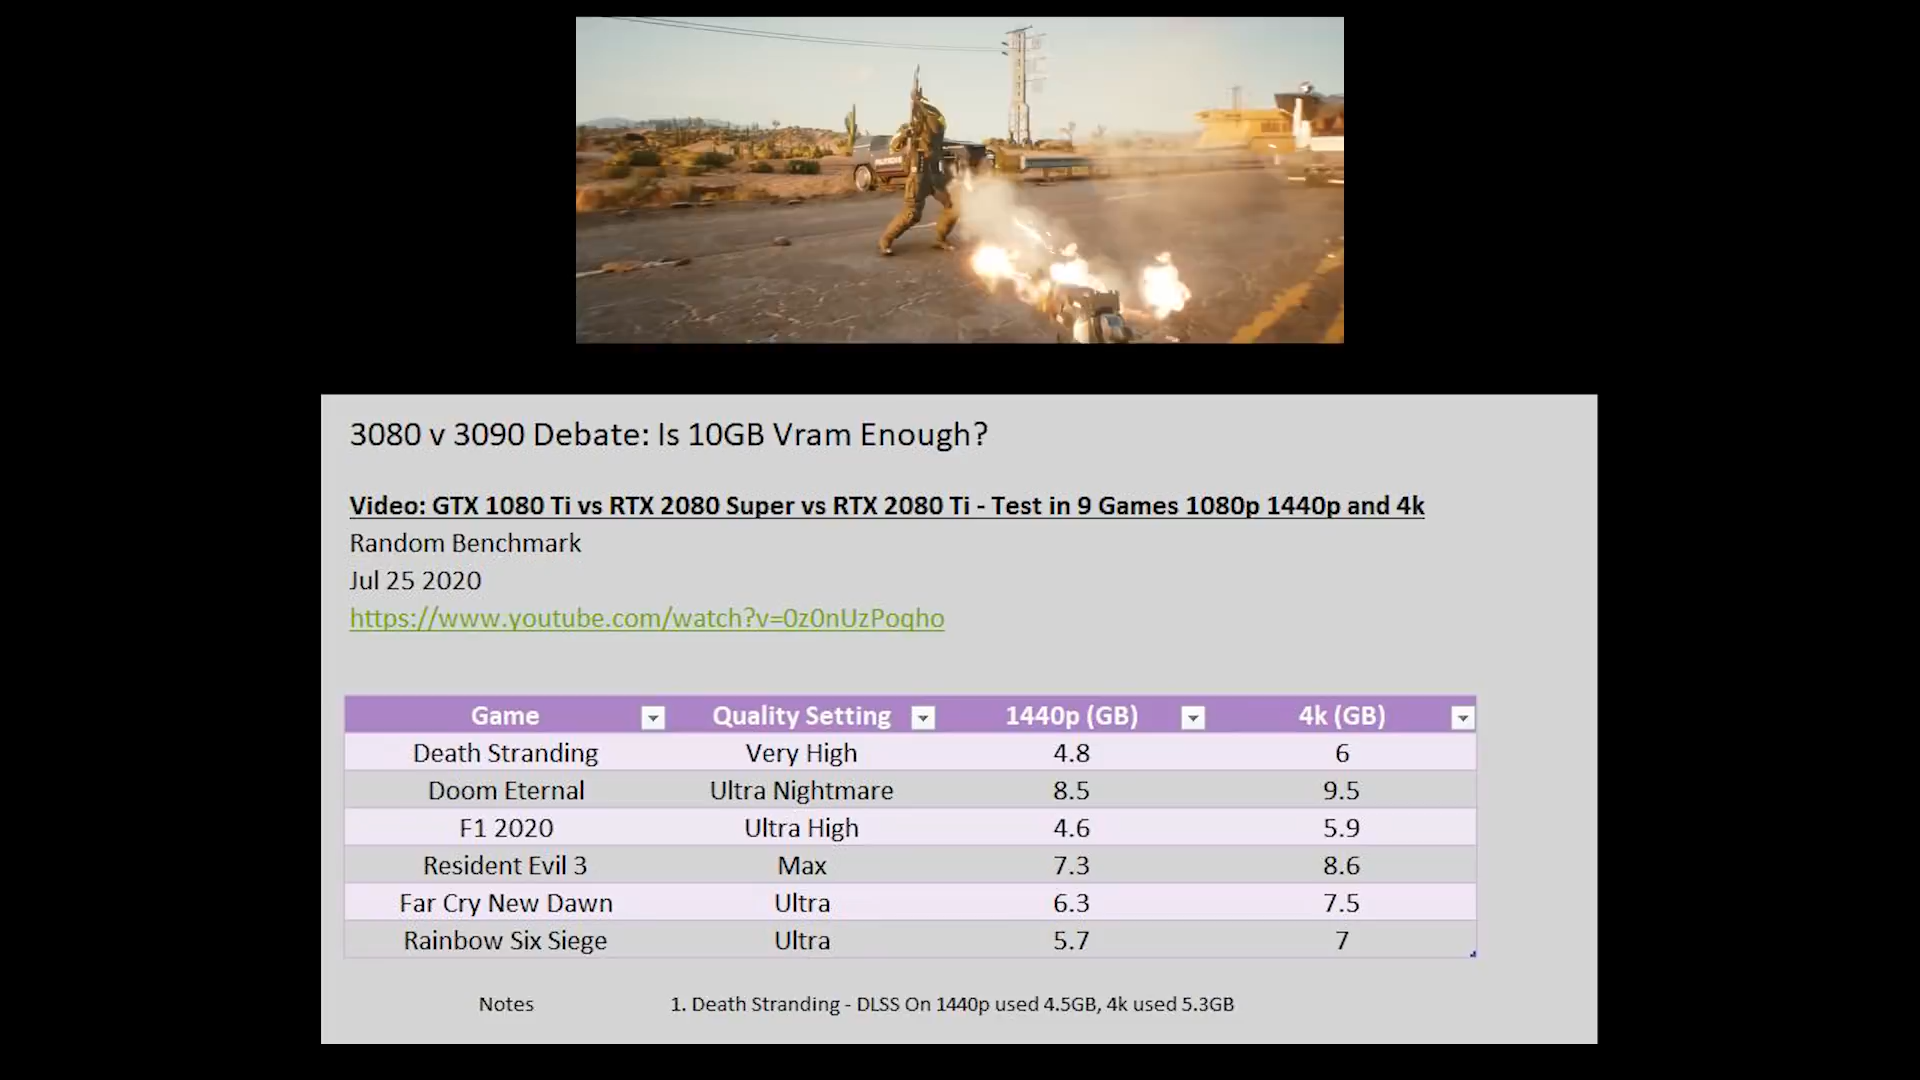 3080 v 3090 Debate: Is 10GB Vram Enough?
Video: GTX 1080 Ti vs RTX 2080 Super vs RTX 2080 Ti - Test in 9 Games 1080p 1440p and 4k
Random Benchmark
Jul 25 2020
https://www.youtube.com/watch?v=0z0nUzPoqho
Game Quality Setting 1440p (GB) 4k (GB)
Death Stranding Very High 4.8 6
Doom Eternal Ultra Nightmare 8.5 9.5
F1 2020 Ultra High 4.6 5.9
Resident Evil 3 Max 7.3 8.6
Far Cry New Dawn Ultra 6.3 7.5
Rainbow Six Siege Ultra 5.7 7
Notes 1. Death Stranding - DLSS On 1440p used 4.5GB, 4k used 5.3GB